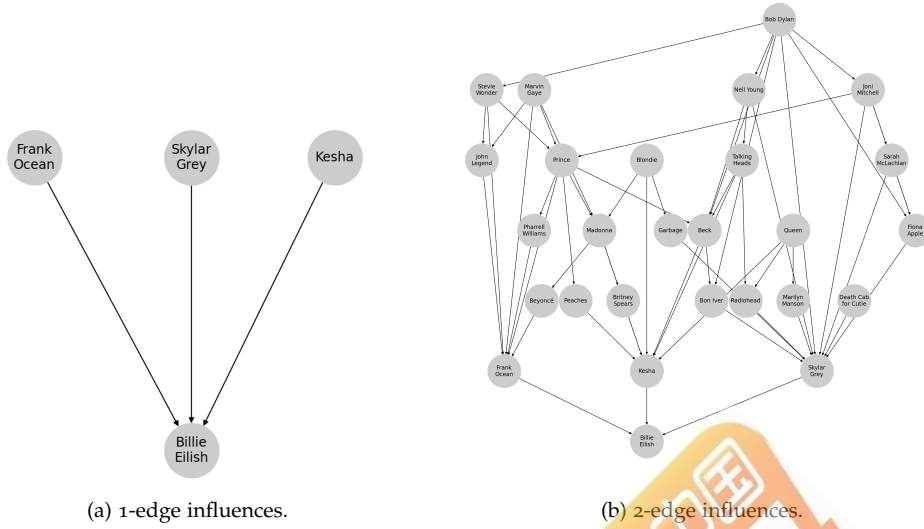 Frank
Ocean
Skylar
Grey
Kesha
Billie
Eilish
(a) 1-edge influences.
Bob Dylan
Stevie
Wonder
Marvin
Gaye
Neil Young
Joni
Mitchell
John
Legend
Prince
Blondie
Talking
Heads
Sarah
McLachlan
Pharrell
Williams
Madonna
Garbage
Beck
Queen
Fiona
Apple
Beyoncé
Peaches
Britney
Spears
Bon Iver
Radiohead
Marilyn
Manson
Death Cab
for Cutie
Frank
Ocean
Kesha
Skylar
Grey
Billie
Eilish
(b) 2-edge influences.